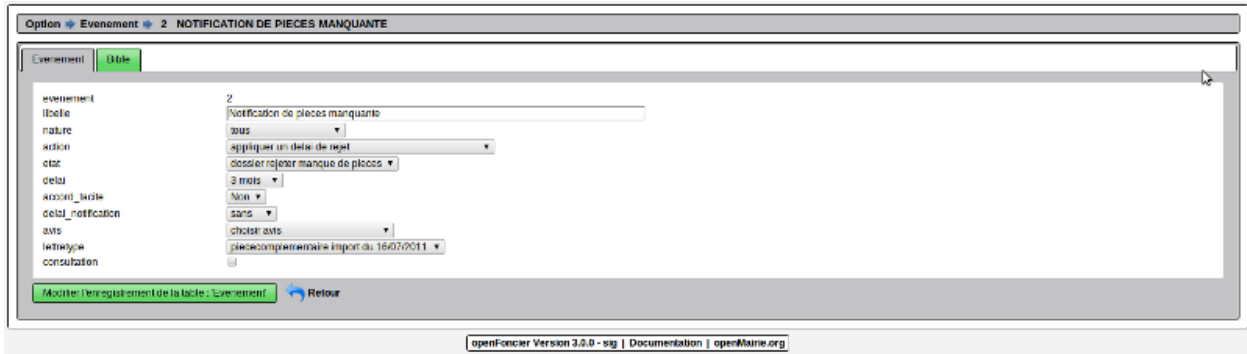 Option Evenement 2 NOTIFICATION DE PIECES MANQUANTE
Evenement Bible
evenement 2
libelle Notification de pieces manquante
nature tous
action appliquer un delai de rejet
etat dossier rejeter manque de pieces
delai 3 mois
accord_tacite Non
delai_notification sans
avis choisir avis
lettretype piececomplementaire import du 16/07/2011
consultation
Modifier l'enregistrement de la table : 'Evenement' Retour
openFoncier Version 3.0.0 - sig | Documentation | openMairie.org